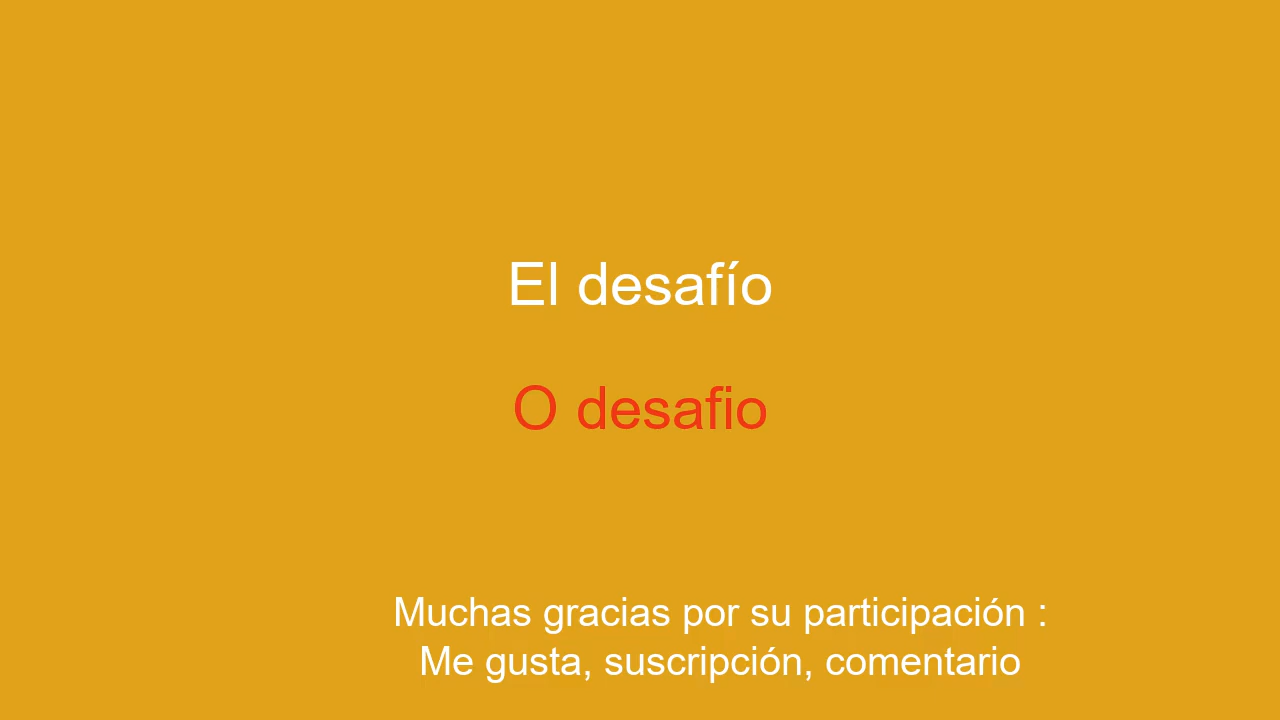 El desafío
O desafio
Muchas gracias por su participación :
Me gusta, suscripción, comentario